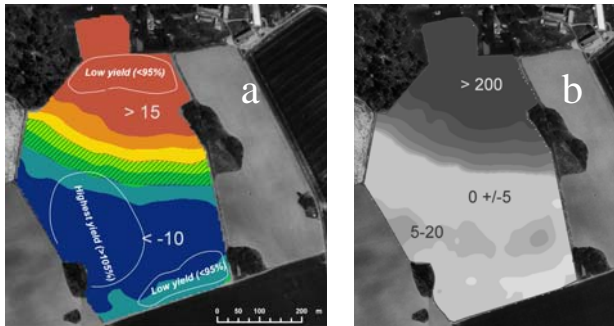 Low yield (<95%)
a
> 15
Highest yield (>105%)
< -10
Low yield (<95%)
0 50 100 200
m
> 200
b
0 +/-5
5-20